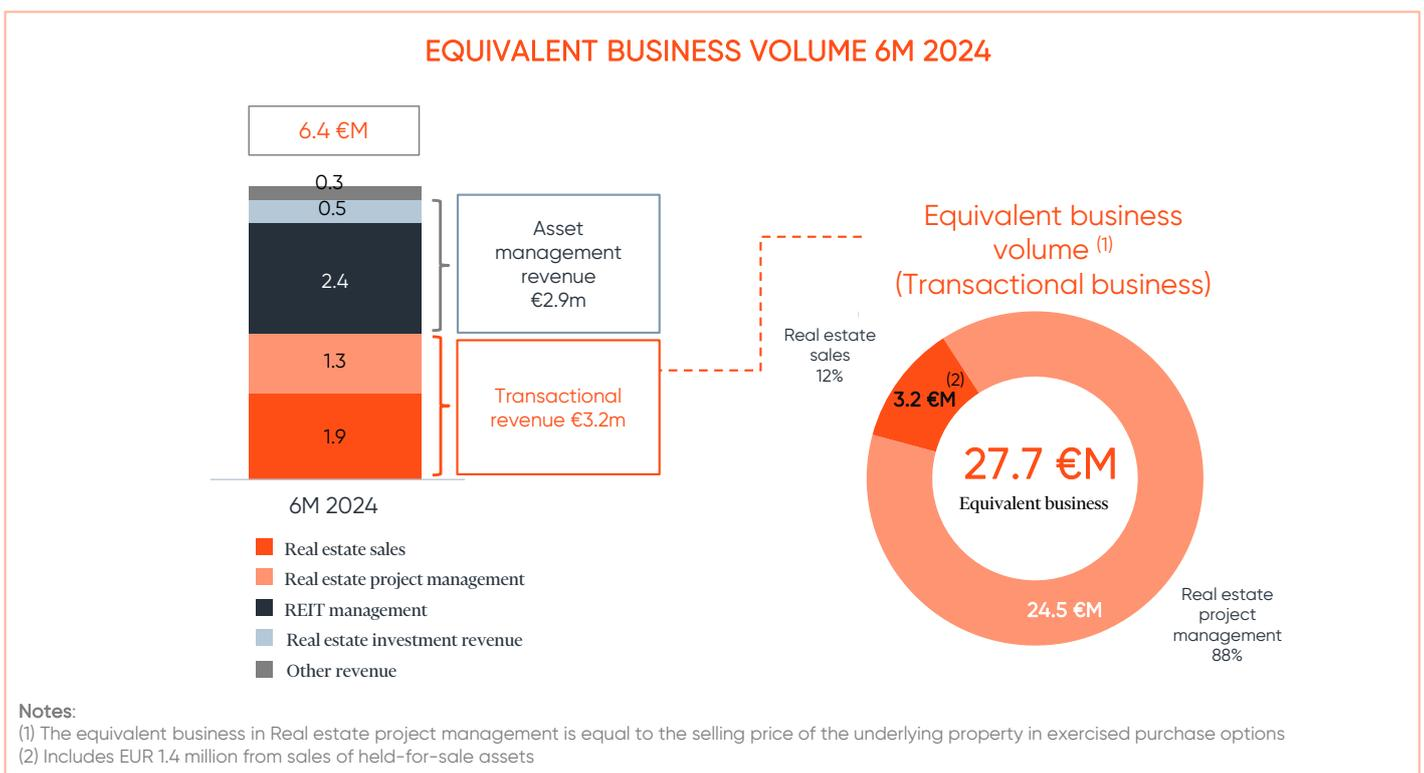 EQUIVALENT BUSINESS VOLUME 6M 2024
6.4 €M
0.3
0.5
2.4
1.3
1.9
6M 2024
Asset
management
revenue
€2.9m
Transactional
revenue €3.2m
Real estate sales
Real estate project management
REIT management
Real estate investment revenue
Other revenue
Equivalent business
volume (1)
(Transactional business)
Real estate
sales
12%
(2)
3.2 €M
27.7 €M
Equivalent business
24.5 €M
Real estate
project
management
88%
Notes:
(1) The equivalent business in Real estate project management is equal to the selling price of the underlying property in exercised purchase options
(2) Includes EUR 1.4 million from sales of held-for-sale assets